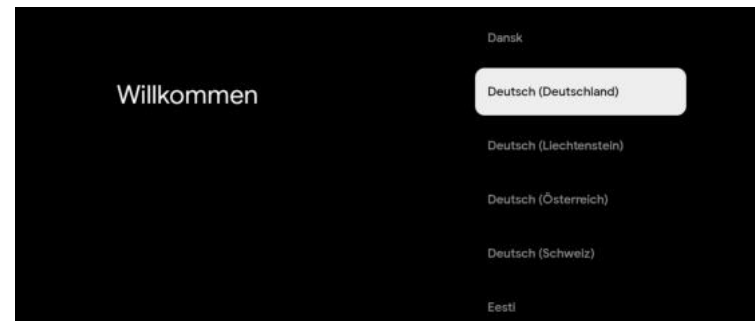 Willkommen
Dansk
Deutsch (Deutschland)
Deutsch (Liechtenstein)
Deutsch (Österreich)
Deutsch (Schweiz)
Eesti